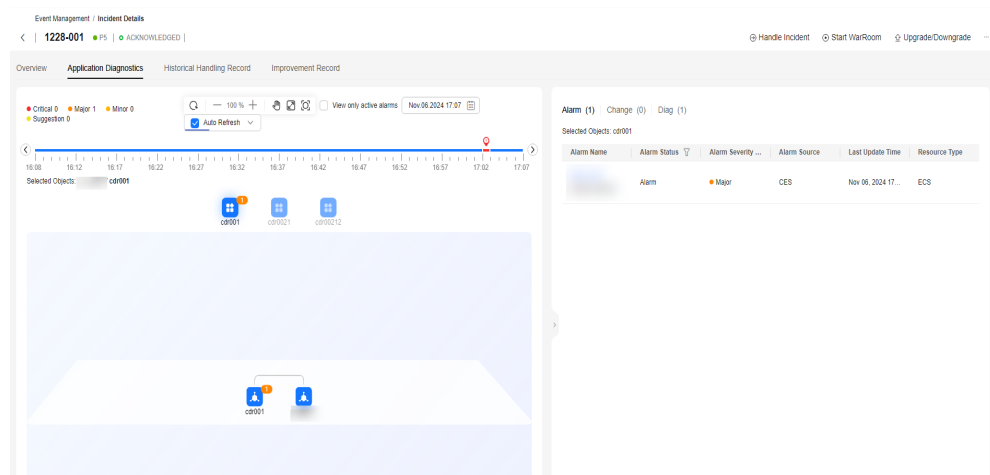 Event Management / Incident Details
1228-001 P5 ACKNOWLEDGED Handle Incident Start WarRoom Upgrade/Downgrade
Overview Application Diagnostics Historical Handling Record Improvement Record
Critical 0 Major 1 Minor 0
Suggestion 0
100 % View only active alarms Nov.06.2024 17:07
Auto Refresh
16:08 16:12 16:17 16:22 16:27 16:32 16:37 16:42 16:47 16:52 16:57 17:02 17:07
Selected Objects: cdr001
1
cdr001 cdr0021 cdr00212
1
cdr001
Alarm (1) Change (0) Diag (1)
Selected Objects: cdr001
Alarm Name Alarm Status Alarm Severity ... Alarm Source Last Update Time Resource Type
Alarm Major CES Nov 06, 2024 17... ECS